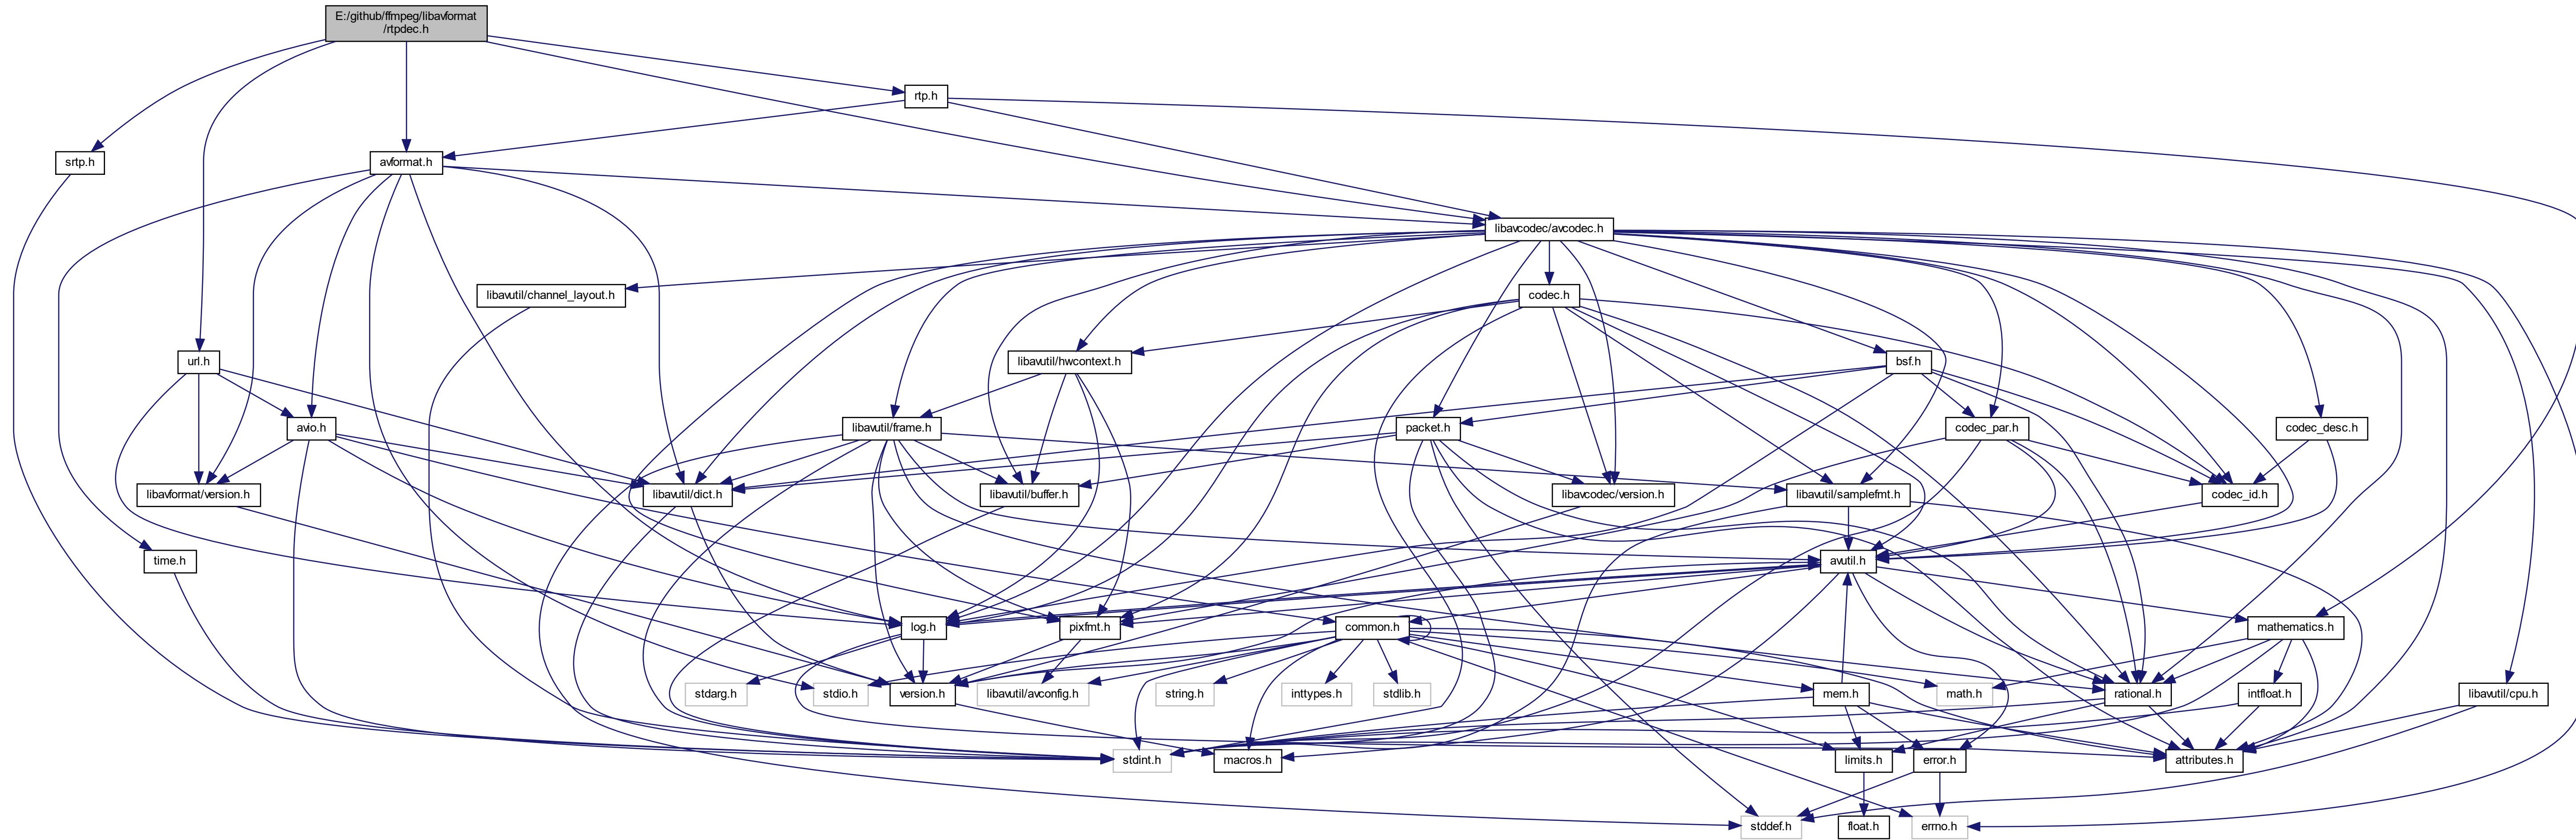 E:/github/ffmpeg/libavformat
/rtpdec.h
rtp.h
srtp.h
avformat.h
libavcodec/avcodec.h
libavutil/channel_layout.h
codec.h
url.h
libavutil/hwcontext.h
bsf.h
avio.h
libavutil/frame.h
packet.h
codec_par.h
codec_desc.h
libavformat/version.h
libavutil/dict.h
libavutil/buffer.h
libavcodec/version.h
libavutil/samplefmt.h
codec_id.h
time.h
avutil.h
log.h
pixfmt.h
common.h
mathematics.h
stdarg.h
stdio.h
version.h
libavutil/avconfig.h
string.h
inttypes.h
stdlib.h
mem.h
math.h
rational.h
intfloat.h
libavutil/cpu.h
stdint.h
macros.h
limits.h
error.h
attributes.h
stddef.h
float.h
errno.h